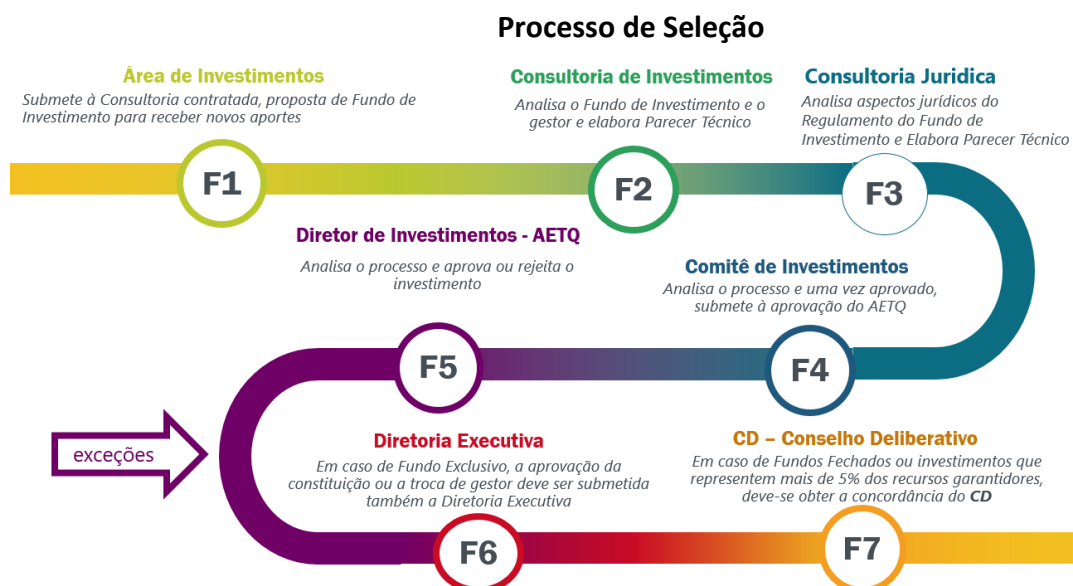 Processo de Seleção
Área de Investimentos
Submete à Consultoria contratada, proposta de Fundo de
Investimento para receber novos aportes
F1
Consultoria de Investimentos
Analisa o Fundo de Investimento e o
gestor e elabora Parecer Técnico
F2
Consultoria Juridica
Analisa aspectos jurídicos do
Regulamento do Fundo de
Investimento e Elabora Parecer Técnico
F3
Comitê de Investimentos
Analisa o processo e uma vez aprovado,
submete à aprovação do AETQ
F4
Diretor de Investimentos - AETQ
Analisa o processo e aprova ou rejeita o
investimento
F5
exceções
Diretoria Executiva
Em caso de Fundo Exclusivo, a aprovação da
constituição ou a troca de gestor deve ser submetida
também a Diretoria Executiva
F6
CD – Conselho Deliberativo
Em caso de Fundos Fechados ou investimentos que
representem mais de 5% dos recursos garantidores,
deve-se obter a concordância do CD
F7